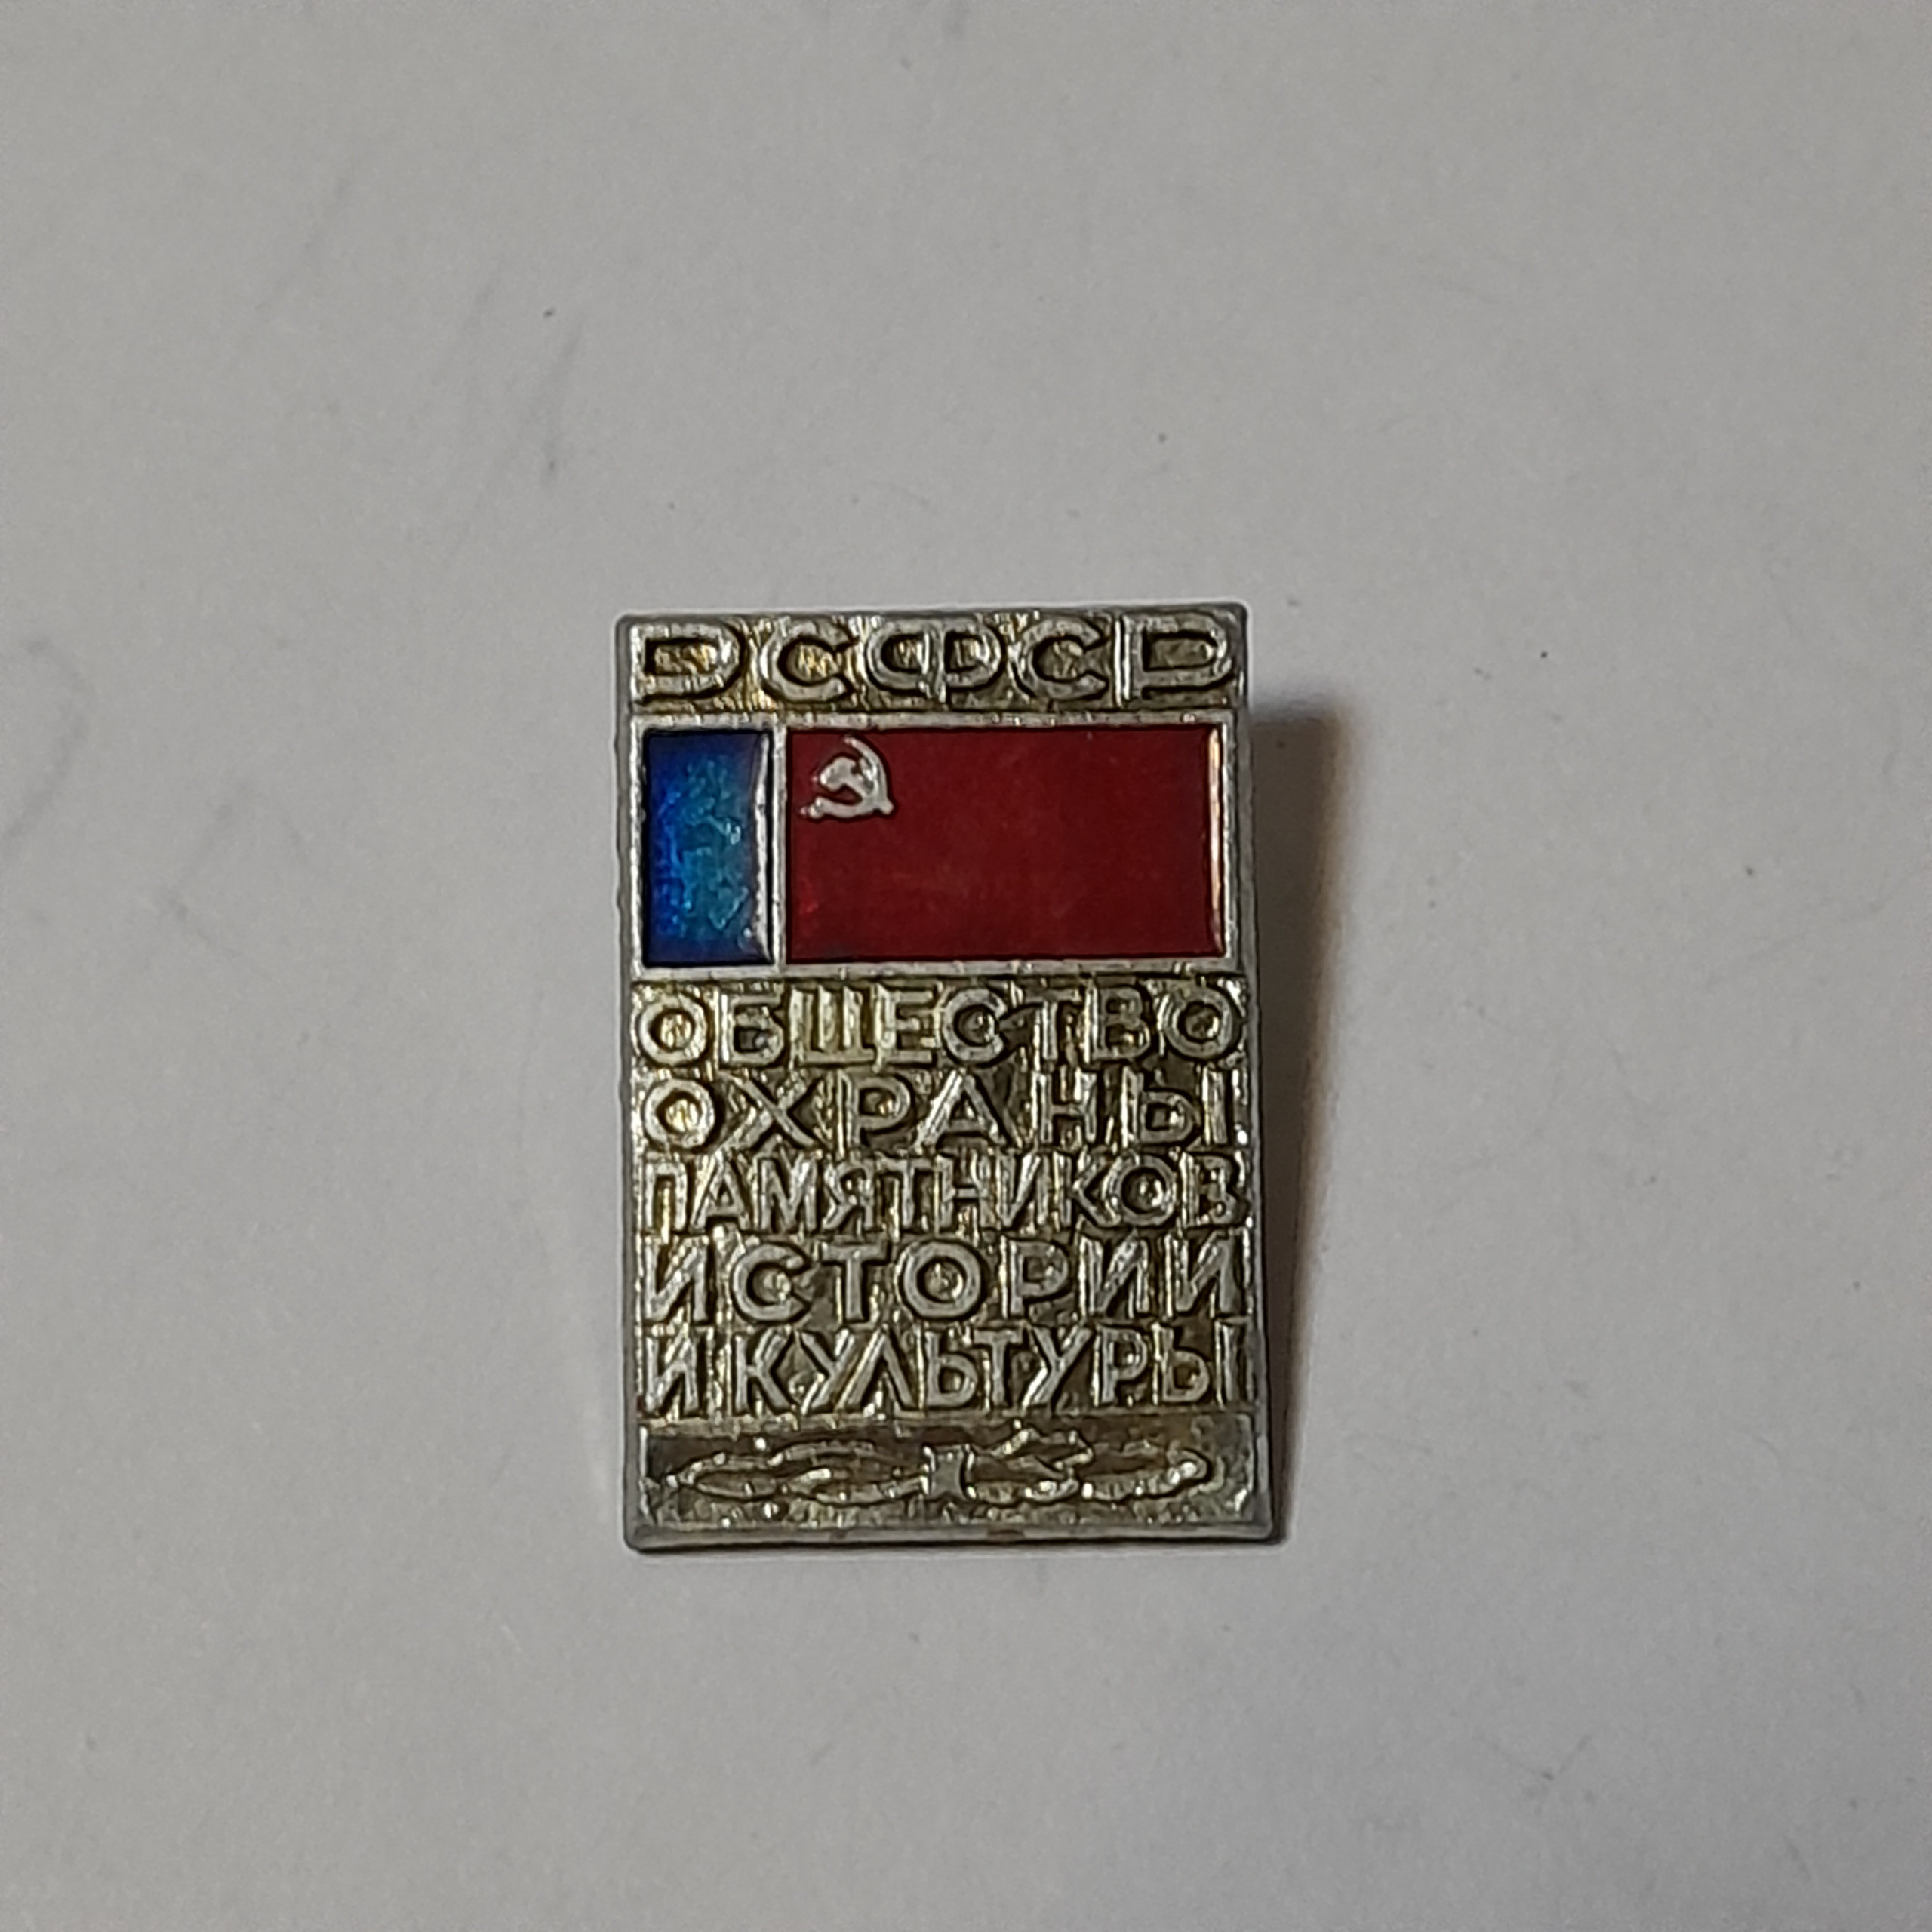 РСФСР
ОБЩЕСТВО
ОХРАНЫ
ПАМЯТНИКОВ
ИСТОРИИ
И КУЛЬТУРЫ